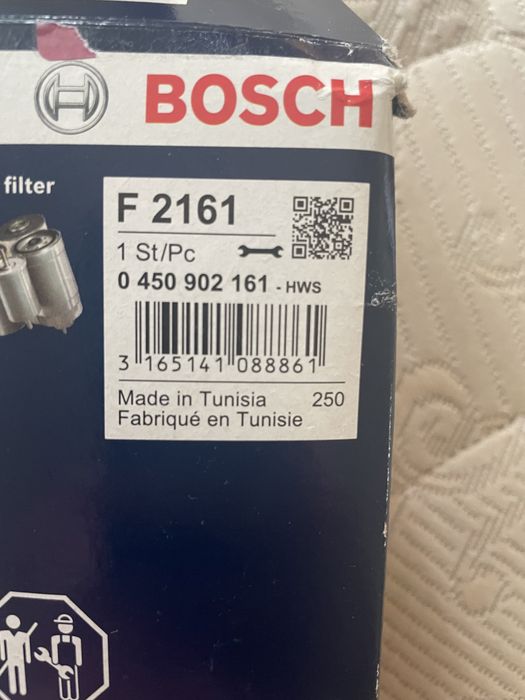 BOSCH
filter
F 2161
1 St/Pc
0 450 902 161 - HWS
3 165141 088861
Made in Tunisia 250
Fabriqué en Tunisie